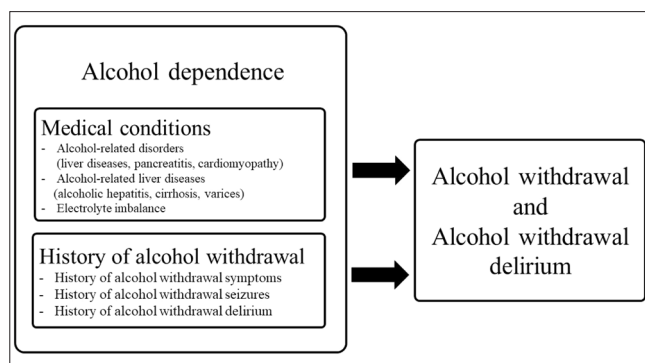 Alcohol dependence
Medical conditions
- Alcohol-related disorders
(liver diseases, pancreatitis, cardiomyopathy)
- Alcohol-related liver diseases
(alcoholic hepatitis, cirrhosis, varices)
- Electrolyte imbalance
History of alcohol withdrawal
- History of alcohol withdrawal symptoms
- History of alcohol withdrawal seizures
- History of alcohol withdrawal delirium
Alcohol withdrawal
and
Alcohol withdrawal
delirium